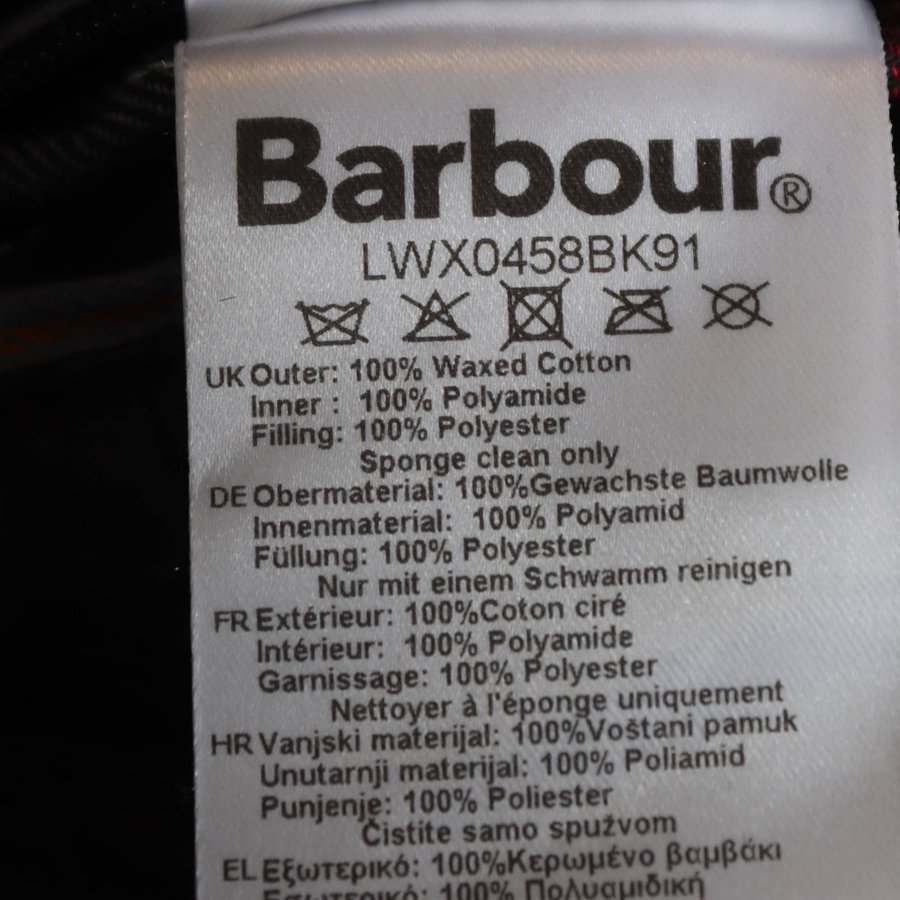 Barbour®
LWX0458BK91
UK Outer: 100% Waxed Cotton
Inner : 100% Polyamide
Filling: 100% Polyester
Sponge clean only
DE Obermaterial: 100%Gewachste Baumwolle
Innenmaterial: 100% Polyamid
Füllung: 100% Polyester
Nur mit einem Schwamm reinigen
FR Extérieur: 100%Coton ciré
Intérieur: 100% Polyamide
Garnissage: 100% Polyester
Nettoyer à l'éponge uniquement
HR Vanjski materijal: 100%Voštani pamuk
Unutarnji materijal: 100% Poliamid
Punjenje: 100% Poliester
Čistite samo spužvom
EL Εξωτερικό: 100%Κερωμένο βαμβάκι
100% Πολυαμιδική